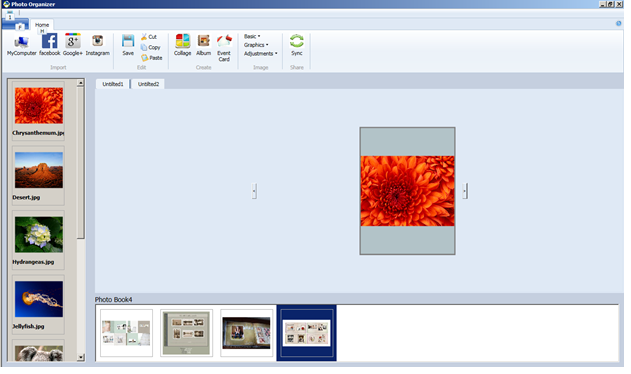 Photo Organizer
1
F
Home
H
MyComputer facebook Google+ Instagram
Import
Save
Cut
Copy
Paste
Edit
Collage Album Event Card
Create
Basic
Graphics
Adjustments
Image
Sync
Share
Untitled1 Untitled2
Chrysanthemum.jpg
Desert.jpg
Hydrangeas.jpg
Jellyfish.jpg
Photo Book4